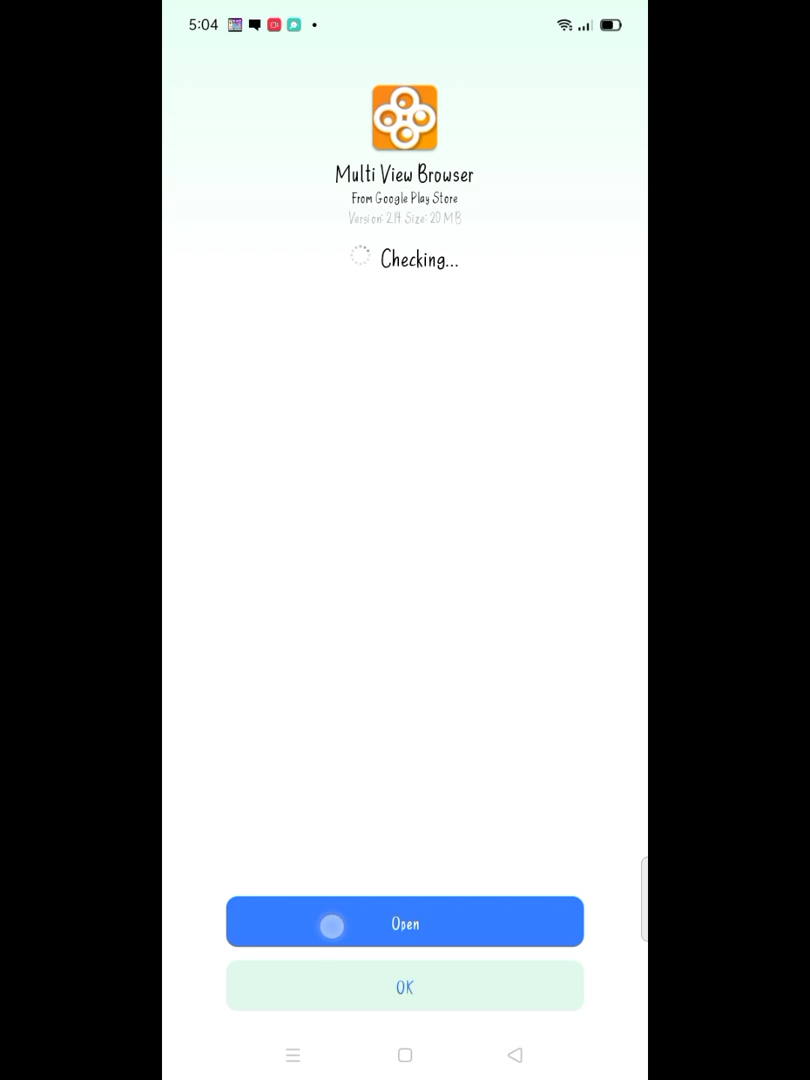 5:04
Multi View Browser
From Google Play Store
Version: 2.14 Size: 20 MB
Checking...
Open
OK